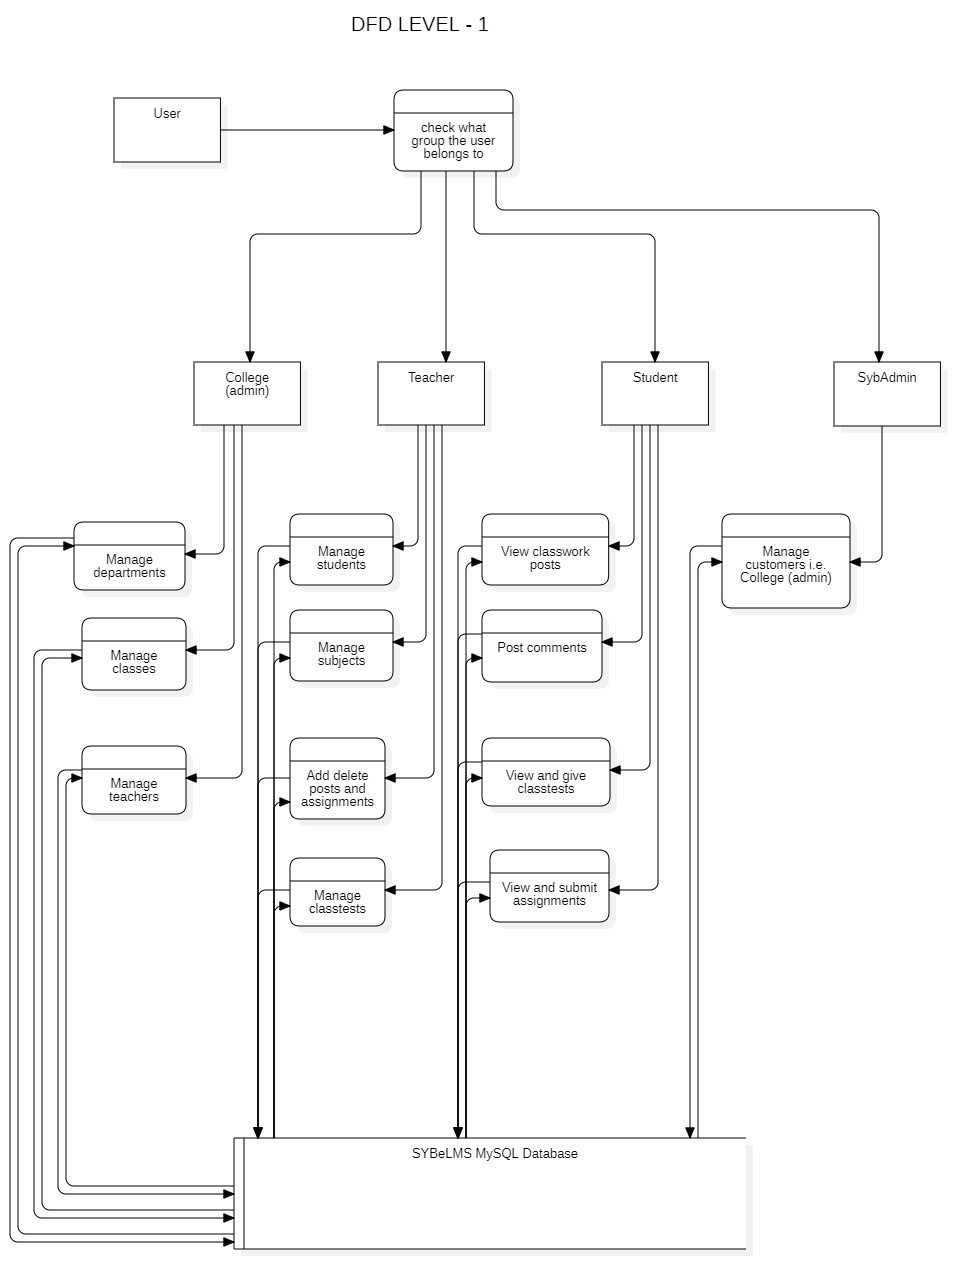 DFD LEVEL - 1
User
check what
group the user
belongs to
College
(admin)
Teacher
Student
SybAdmin
Manage
departments
Manage
students
View classwork
posts
Manage
customers i.e.
College (admin)
Manage
classes
Manage
subjects
Post comments
Manage
teachers
Add delete
posts and
assignments
View and give
classtests
Manage
classtests
View and submit
assignments
SYBeLMS MySQL Database